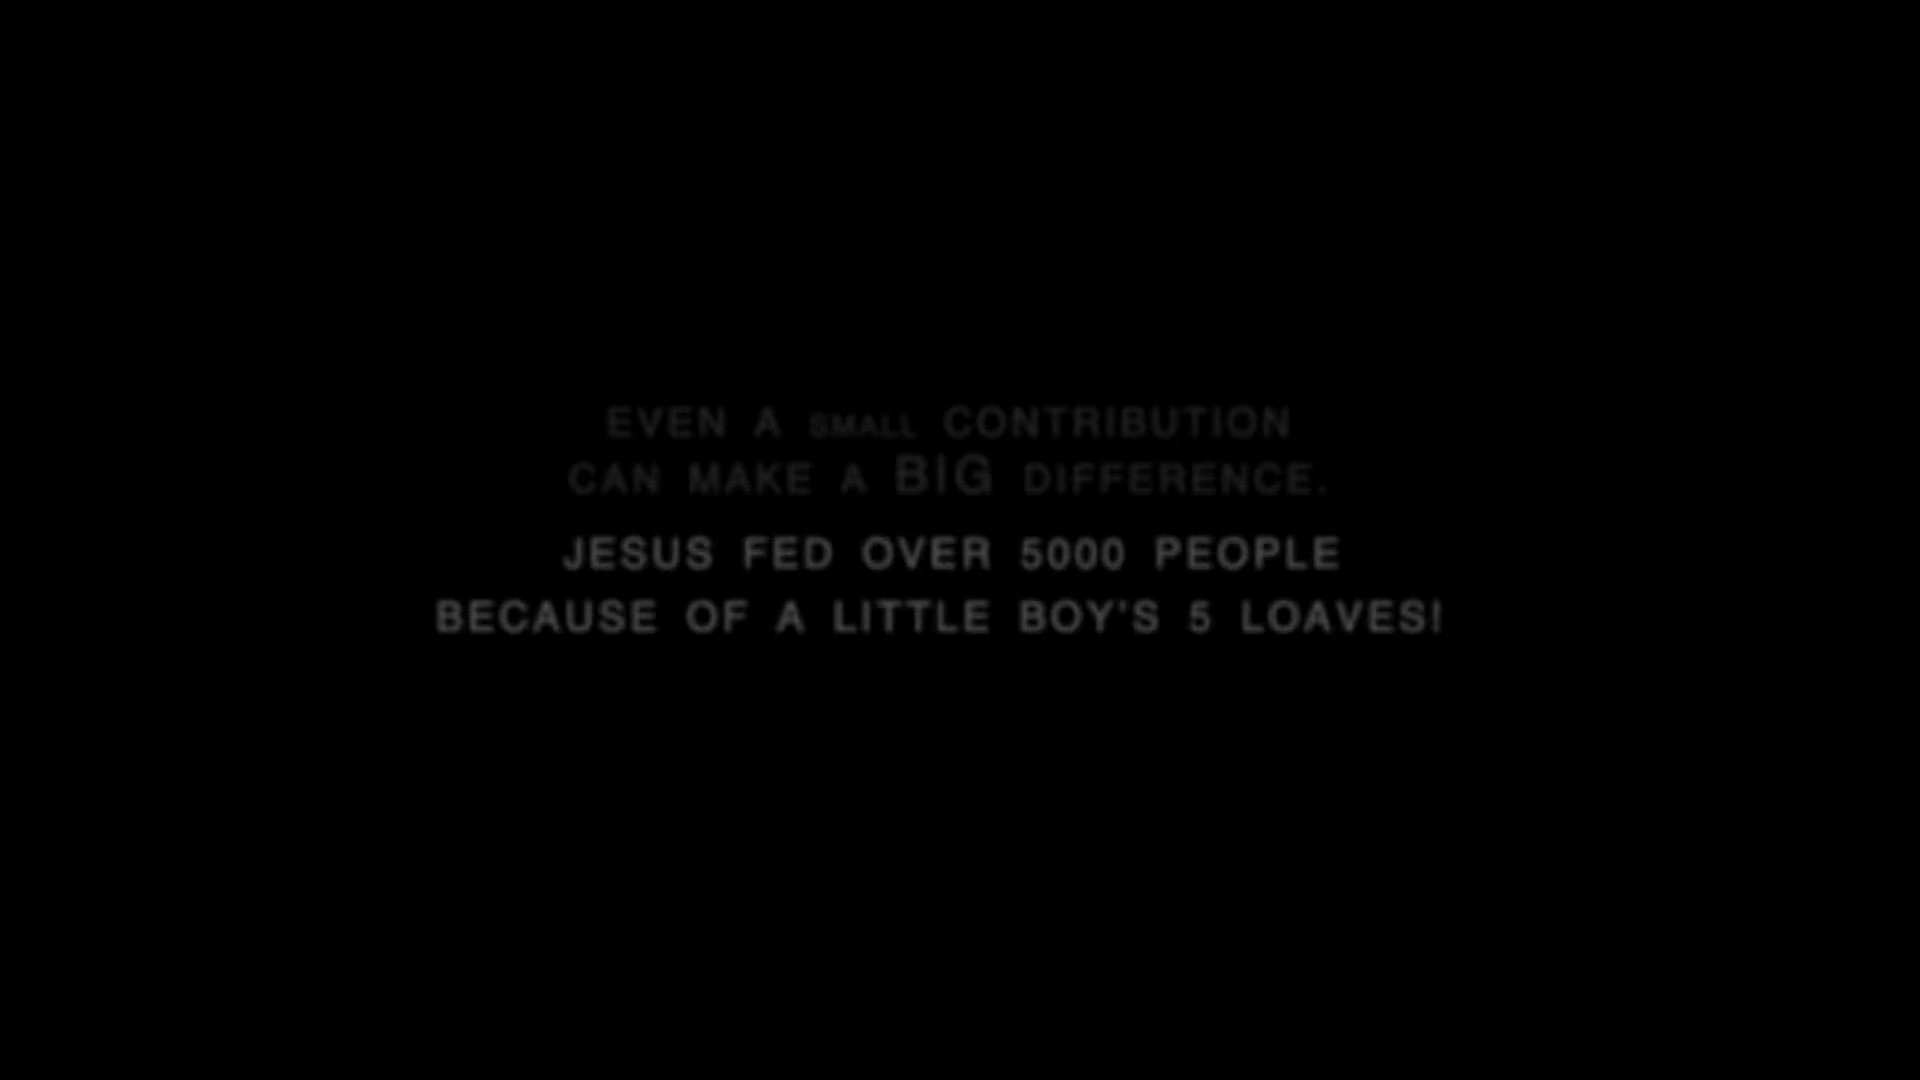 EVEN A SMALL CONTRIBUTION
CAN MAKE A BIG DIFFERENCE.
JESUS FED OVER 5000 PEOPLE
BECAUSE OF A LITTLE BOY'S 5 LOAVES!